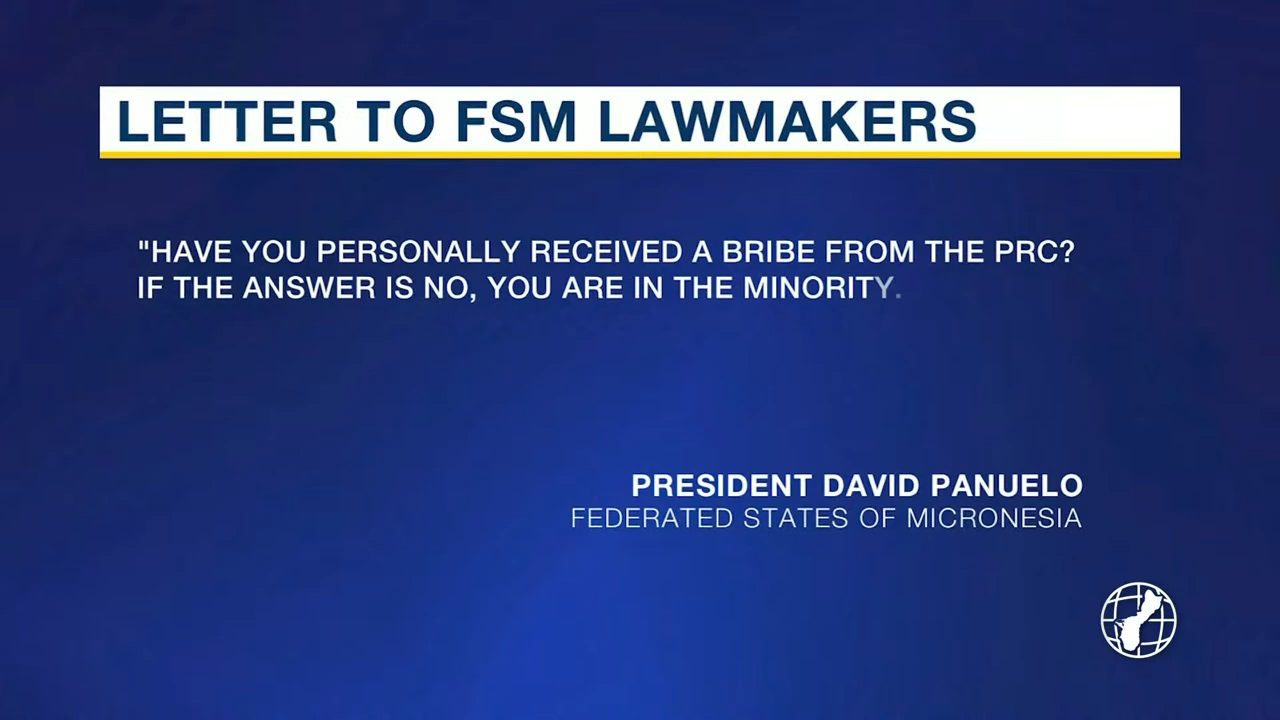 LETTER TO FSM LAWMAKERS
"HAVE YOU PERSONALLY RECEIVED A BRIBE FROM THE PRC?
IF THE ANSWER IS NO, YOU ARE IN THE MINORITY.
PRESIDENT DAVID PANUELO
FEDERATED STATES OF MICRONESIA